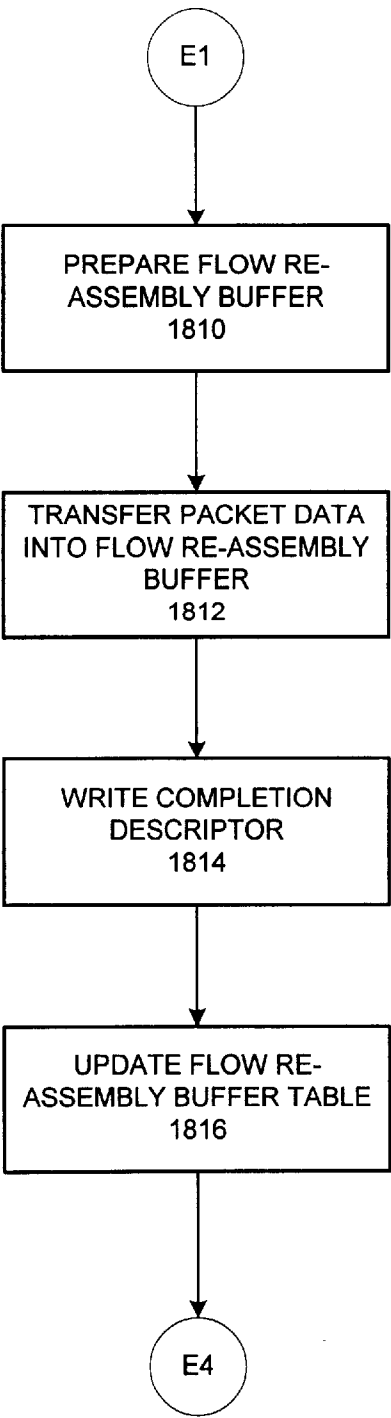 E1
PREPARE FLOW RE-
ASSEMBLY BUFFER
1810
TRANSFER PACKET DATA
INTO FLOW RE-ASSEMBLY
BUFFER
1812
WRITE COMPLETION
DESCRIPTOR
1814
UPDATE FLOW RE-
ASSEMBLY BUFFER TABLE
1816
E4